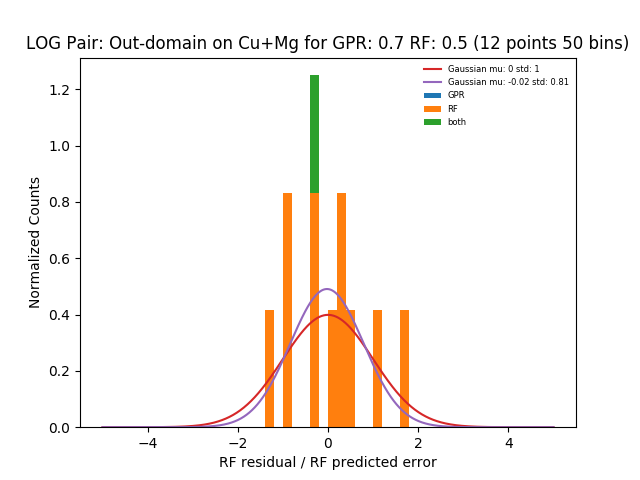 LOG Pair: Out-domain on Cu+Mg for GPR: 0.7 RF: 0.5 (12 points 50 bins)
Gaussian mu: 0 std: 1
Gaussian mu: -0.02 std: 0.81
GPR
RF
both
Normalized Counts
1.2
1.0
0.8
0.6
0.4
0.2
0.0
−4
−2
0
2
4
RF residual / RF predicted error